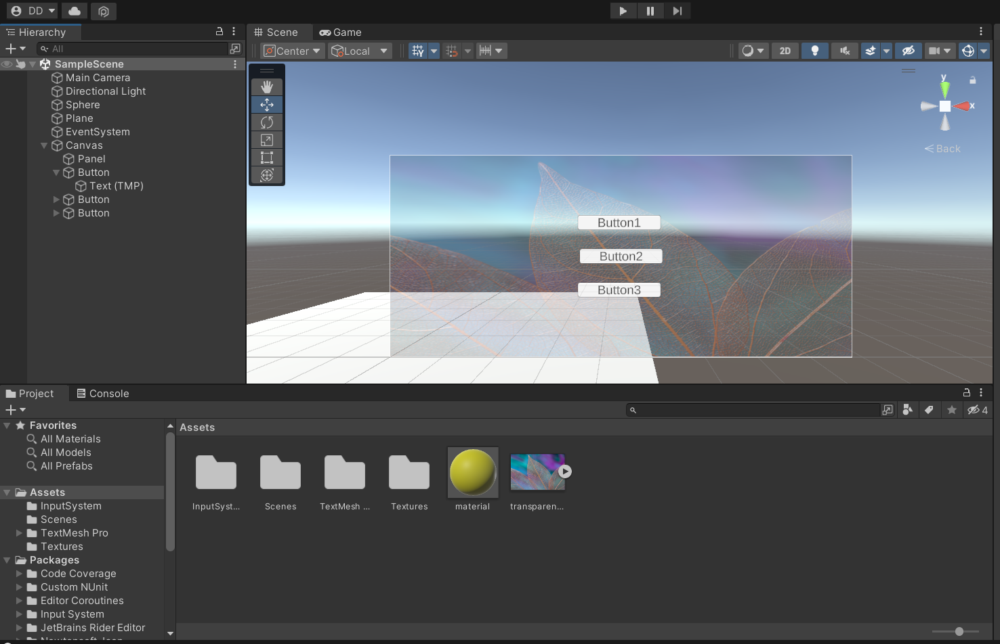 DD
Hierarchy
All
SampleScene
Main Camera
Directional Light
Sphere
Plane
EventSystem
Canvas
Panel
Button
Text (TMP)
Button
Button
Scene
Game
Center
Local
2D
y
x
Back
Button1
Button2
Button3
Project
Console
4
Favorites
All Materials
All Models
All Prefabs
Assets
InputSystem
Scenes
TextMesh Pro
Textures
Packages
Code Coverage
Custom NUnit
Editor Coroutines
Input System
JetBrains Rider Editor
Assets
InputSyst...
Scenes
TextMesh ...
Textures
material
transparen...